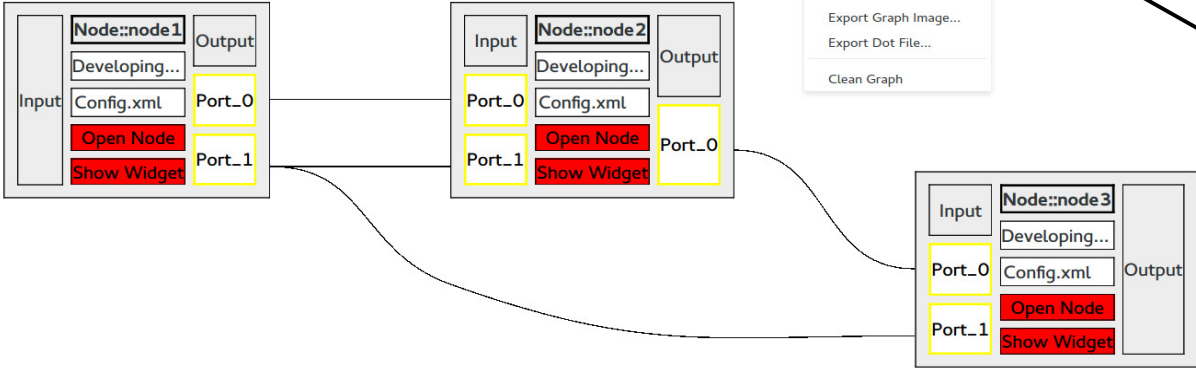 Node::node1
Input
Output
Developing...
Config.xml
Port_0
Open Node
Port_1
Show Widget
Node::node2
Input
Output
Developing...
Port_0
Config.xml
Open Node
Port_0
Port_1
Show Widget
Export Graph Image...
Export Dot File...
Clean Graph
Node::node3
Input
Developing...
Port_0
Config.xml
Output
Open Node
Port_1
Show Widget